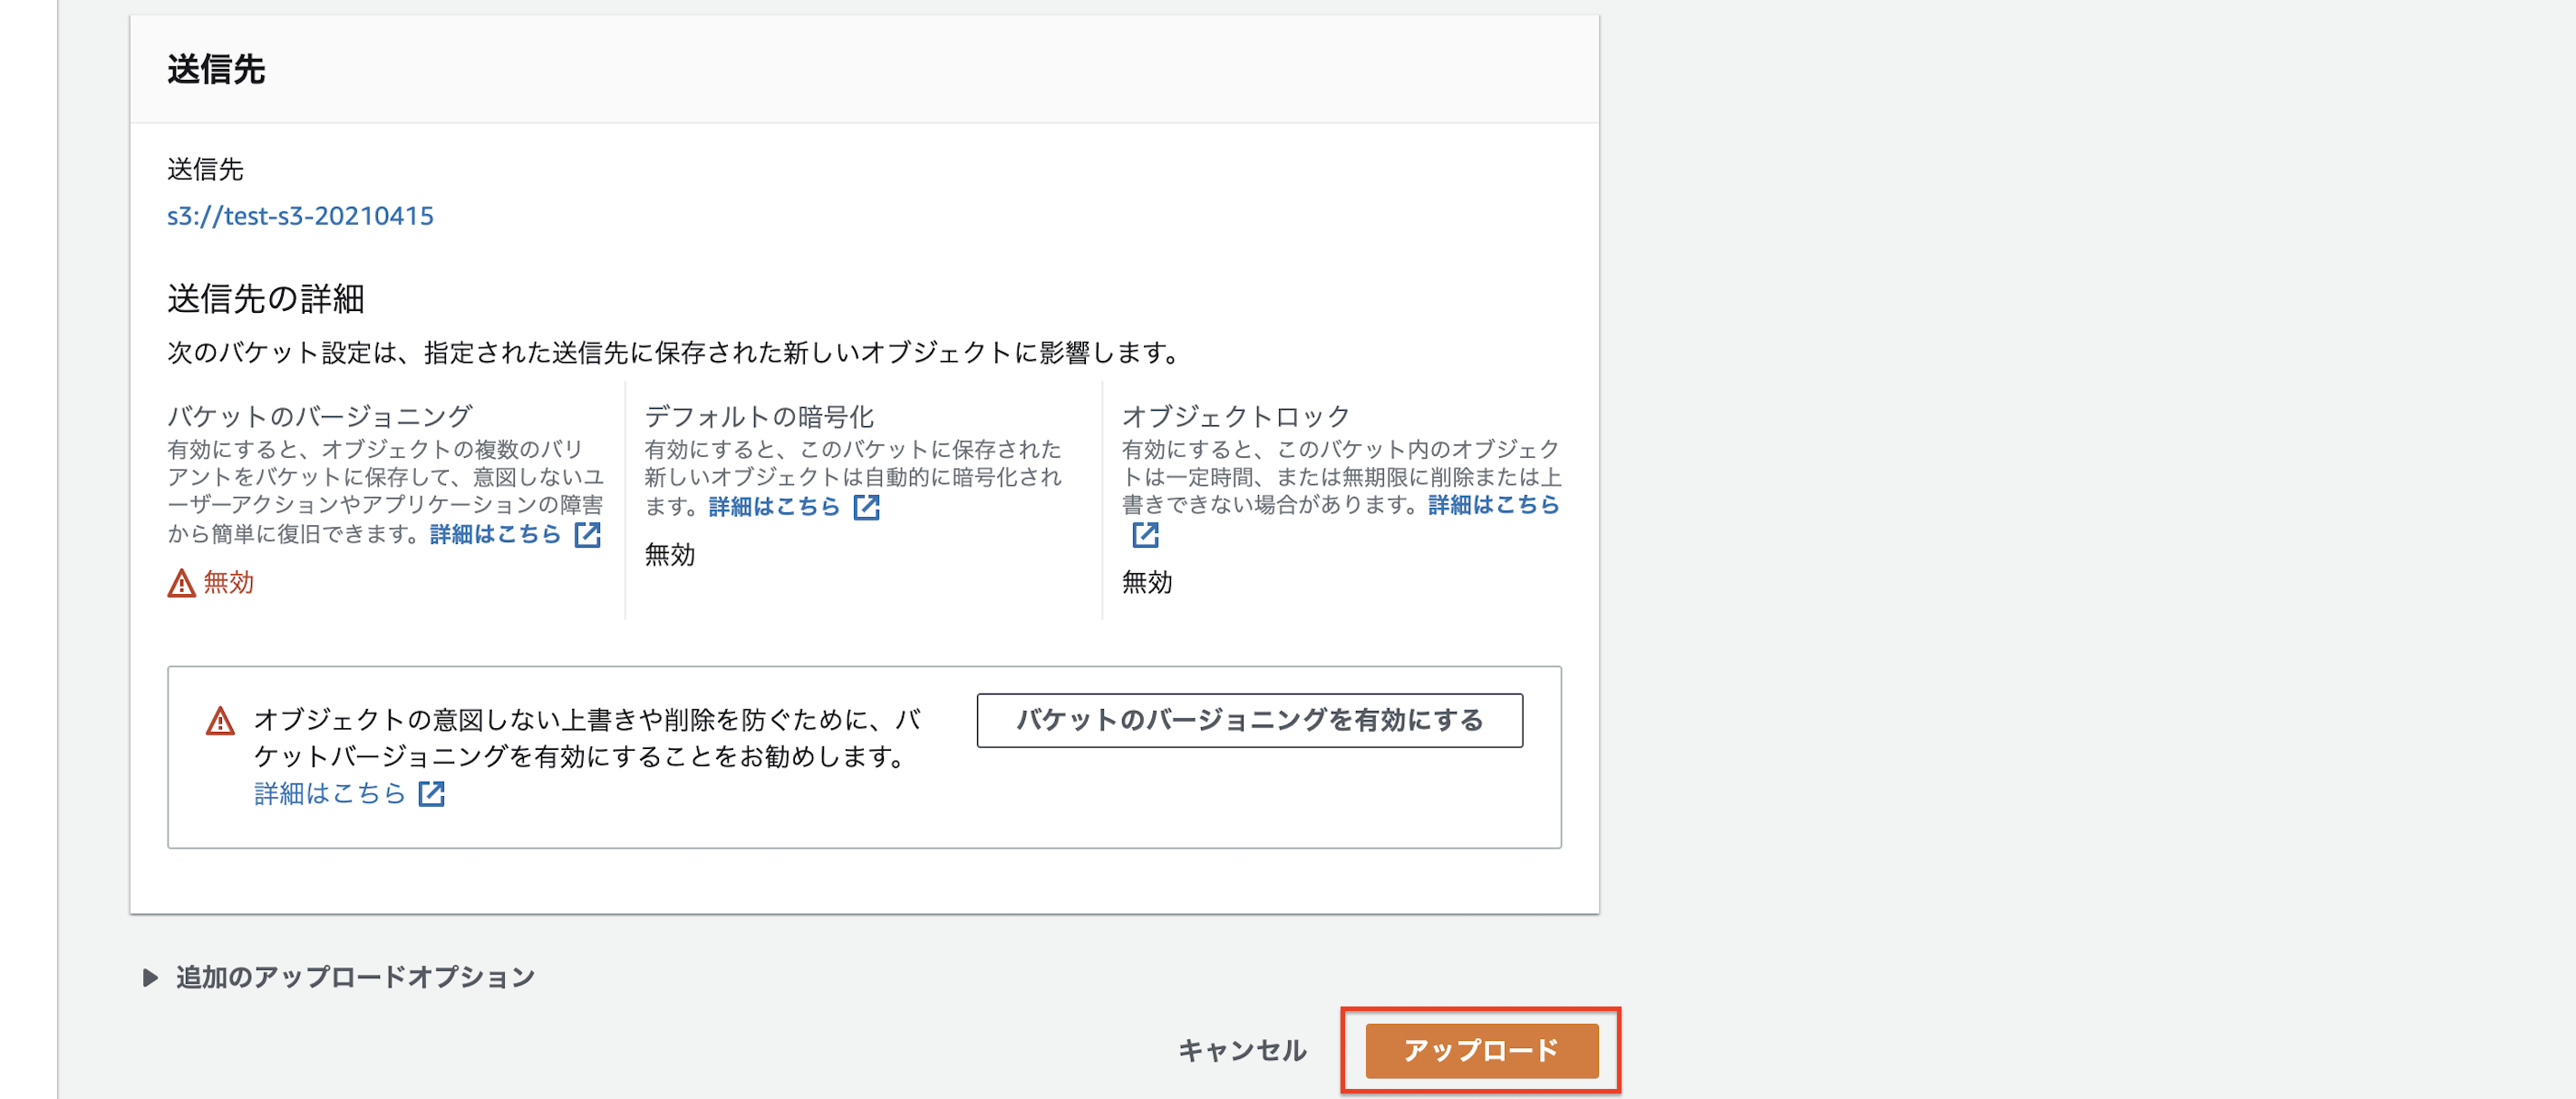 送信先
送信先
s3://test-s3-20210415
送信先の詳細
次のバケット設定は、指定された送信先に保存された新しいオブジェクトに影響します。
バケットのバージョニング
有効にすると、オブジェクトの複数のバリ
アントをバケットに保存して、意図しないユ
ーザーアクションやアプリケーションの障害
から簡単に復旧できます。詳細はこちら
無効
デフォルトの暗号化
有効にすると、このバケットに保存された
新しいオブジェクトは自動的に暗号化され
ます。詳細はこちら
無効
オブジェクトロック
有効にすると、このバケット内のオブジェク
トは一定時間、または無期限に削除または上
書きできない場合があります。詳細はこちら
無効
オブジェクトの意図しない上書きや削除を防ぐために、バ
ケットバージョニングを有効にすることをお勧めします。
詳細はこちら
バケットのバージョニングを有効にする
追加のアップロードオプション
キャンセル
アップロード